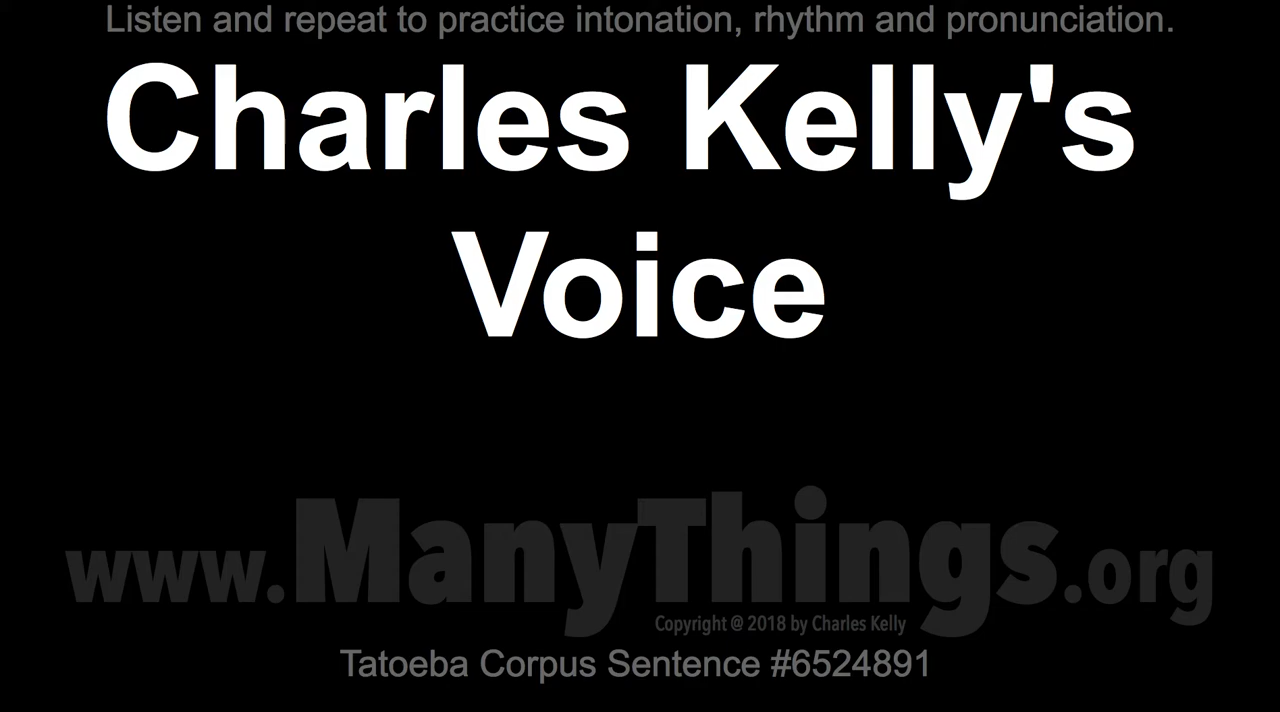 Listen and repeat to practice intonation, rhythm and pronunciation.
Charles Kelly's
Voice
www.ManyThings.org
Copyright @ 2018 by Charles Kelly
Tatoeba Corpus Sentence #6524891